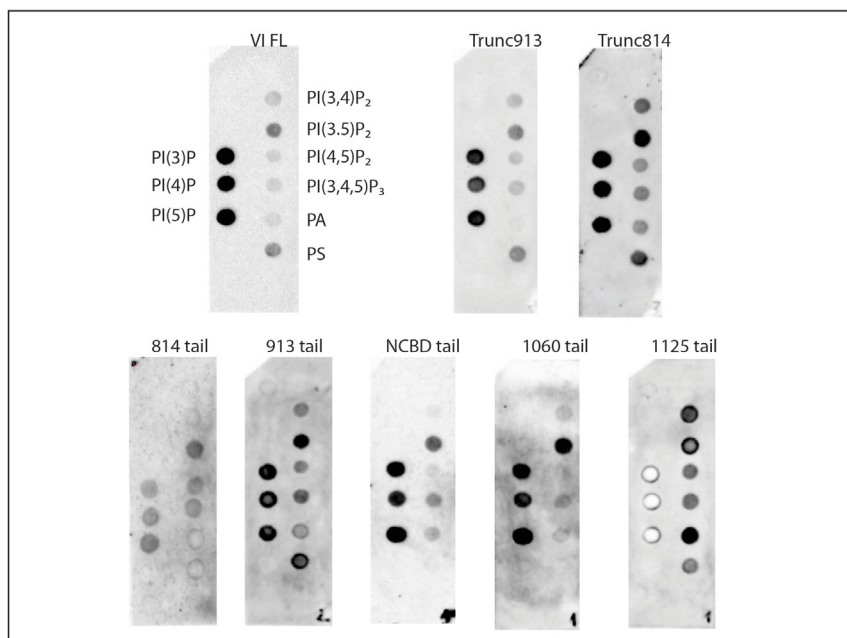 VI FL
Trunc913
Trunc814
PI(3,4)P₂
PI(3.5)P₂
PI(3)P
PI(4,5)P₂
PI(4)P
PI(3,4,5)P₃
PI(5)P
PA
PS
814 tail
913 tail
NCBD tail
1060 tail
1125 tail